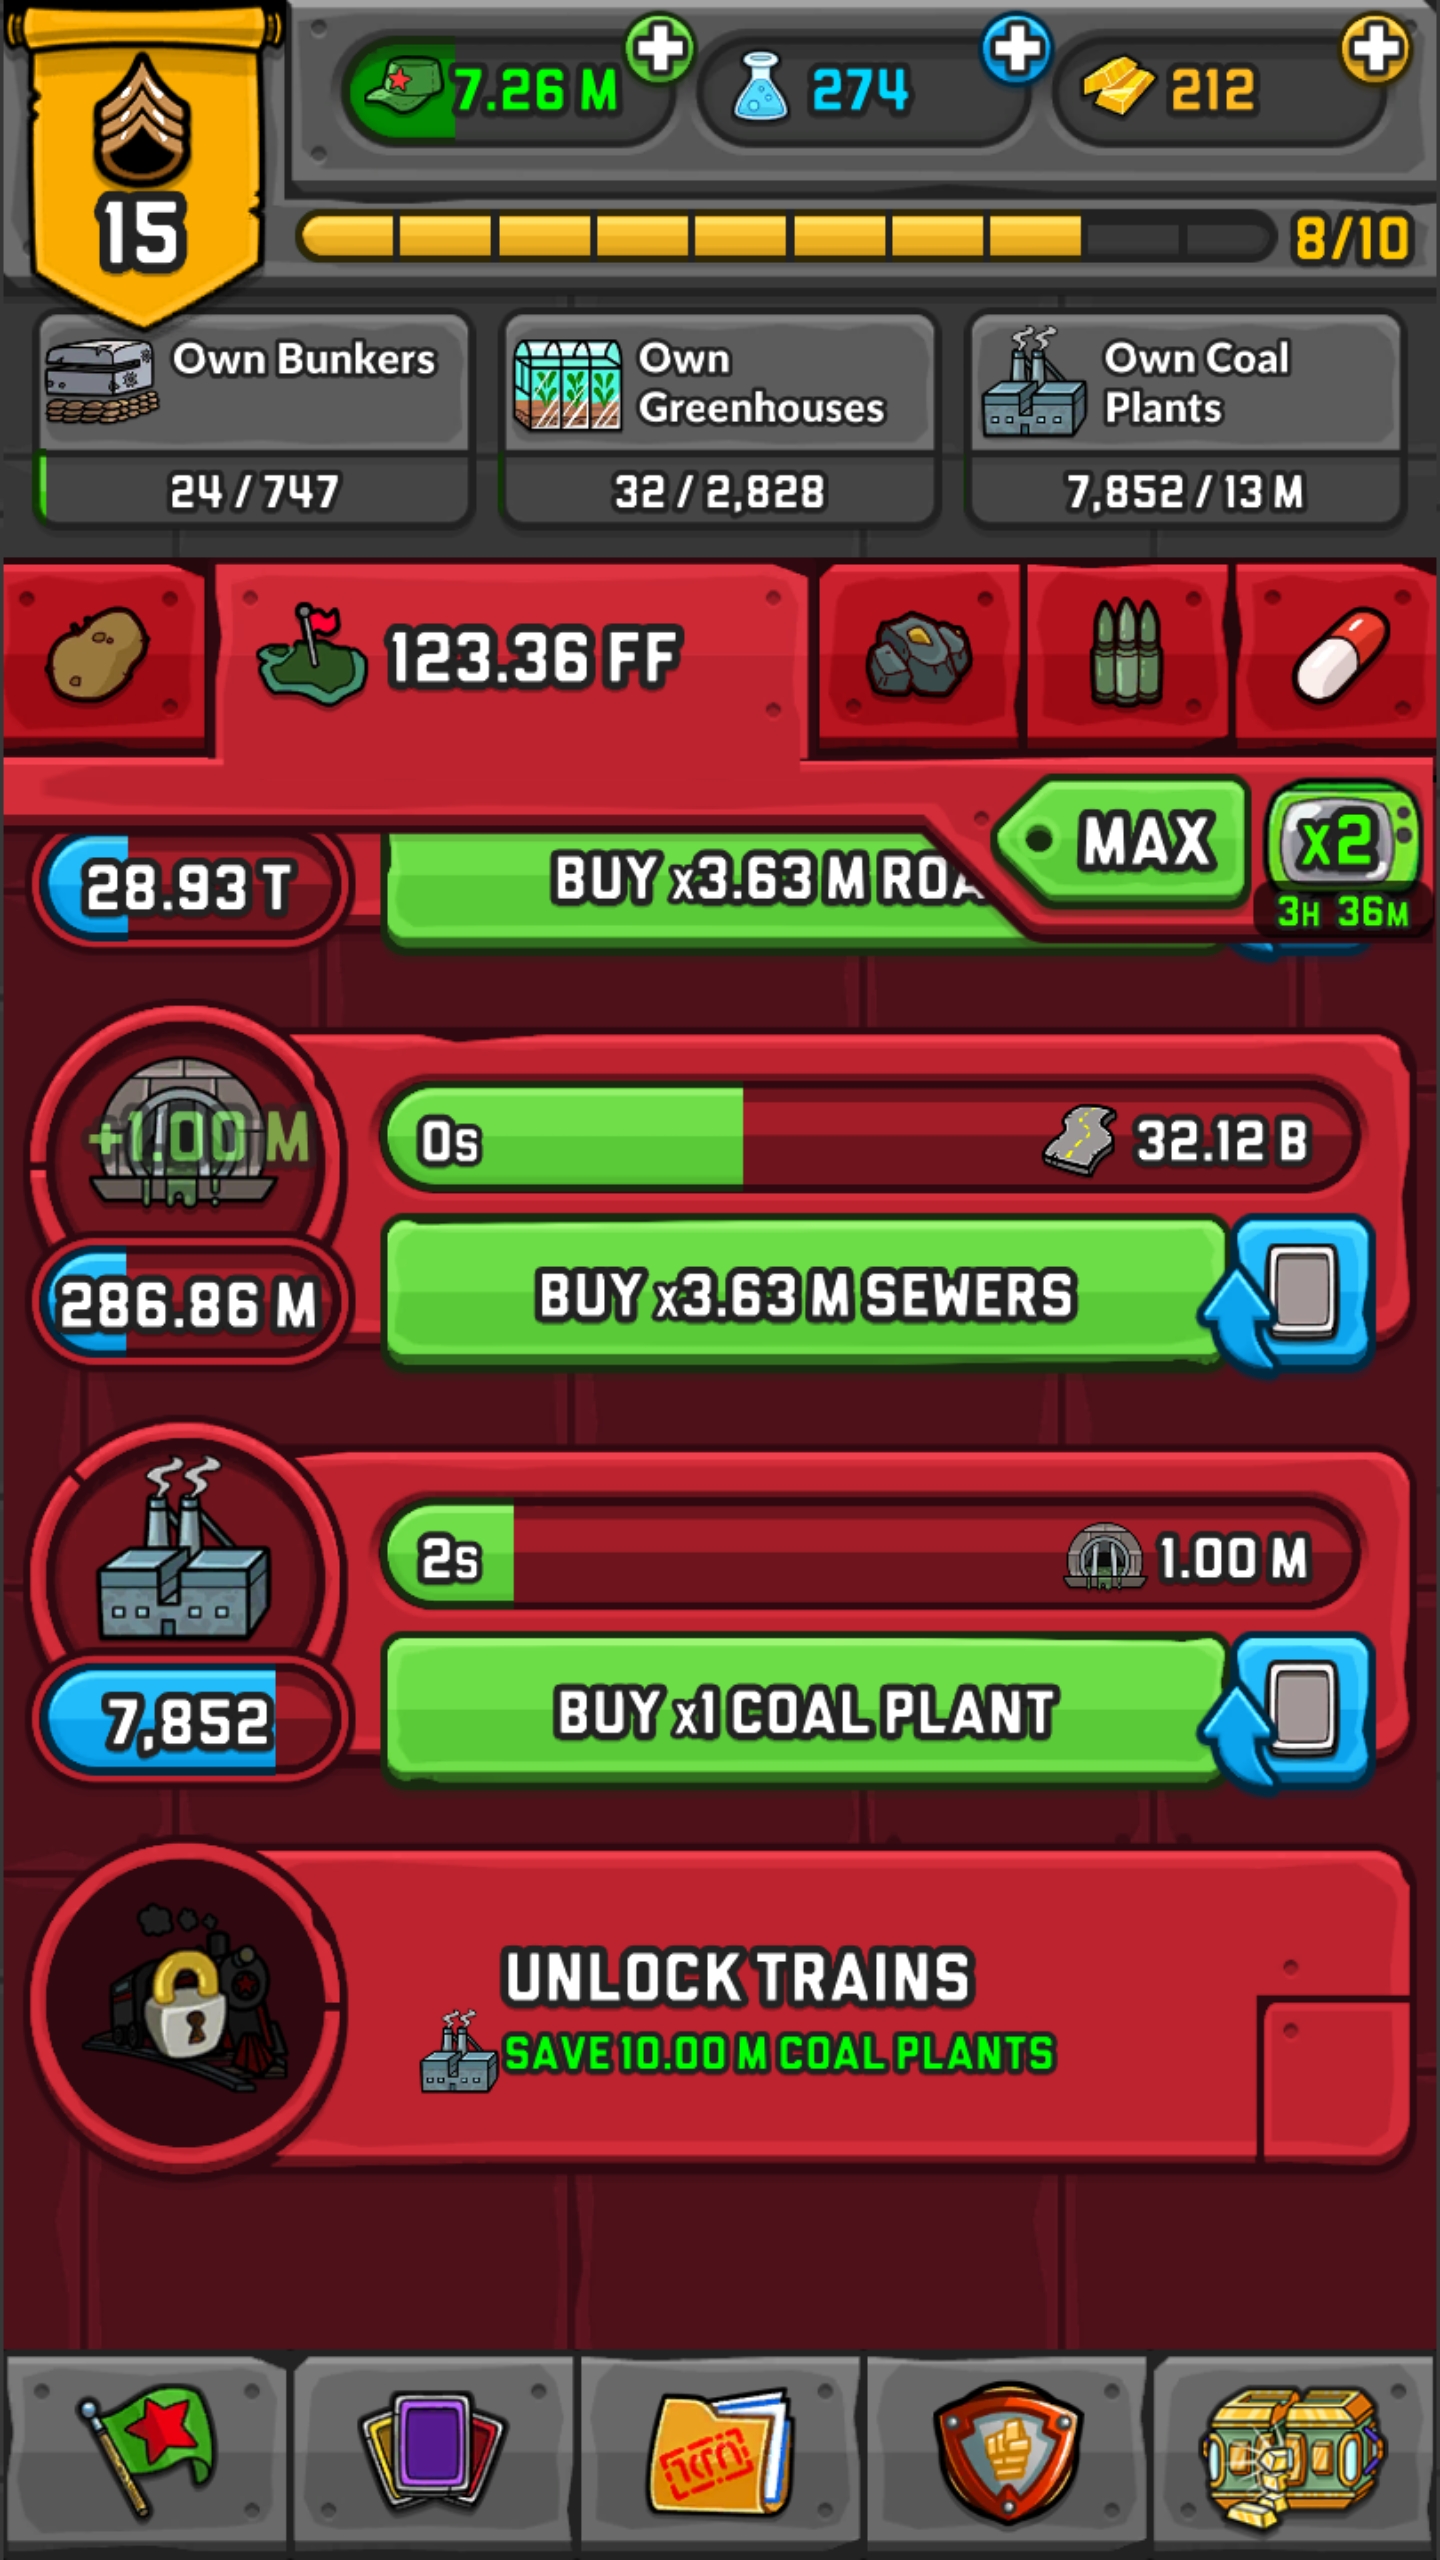 15
7.26 M
274
212
8/10
Own Bunkers
24 / 747
Own
Greenhouses
32 / 2,828
Own Coal
Plants
7,852 / 13 M
123.36 FF
MAX
x2
3H 36M
28.93 T
BUY x3.63 M ROA
+1.00 M
0s
32.12 B
286.86 M
BUY x3.63 M SEWERS
2s
1.00 M
7,852
BUY x1 COAL PLANT
UNLOCK TRAINS
SAVE 10.00 M COAL PLANTS